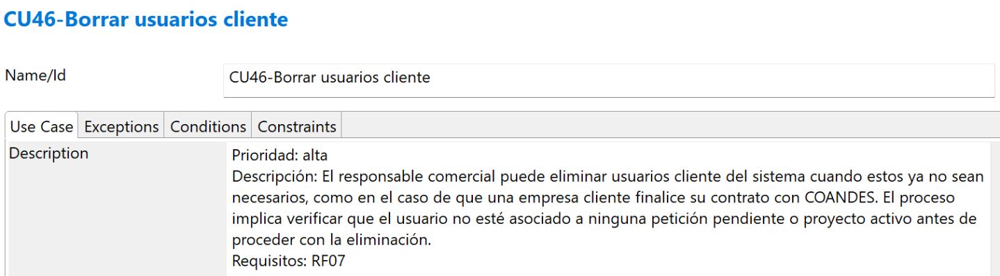 CU46-Borrar usuarios cliente
Name/Id
CU46-Borrar usuarios cliente
Use Case Exceptions Conditions Constraints
Description
Prioridad: alta
Descripción: El responsable comercial puede eliminar usuarios cliente del sistema cuando estos ya no sean
necesarios, como en el caso de que una empresa cliente finalice su contrato con COANDES. El proceso
implica verificar que el usuario no esté asociado a ninguna petición pendiente o proyecto activo antes de
proceder con la eliminación.
Requisitos: RF07